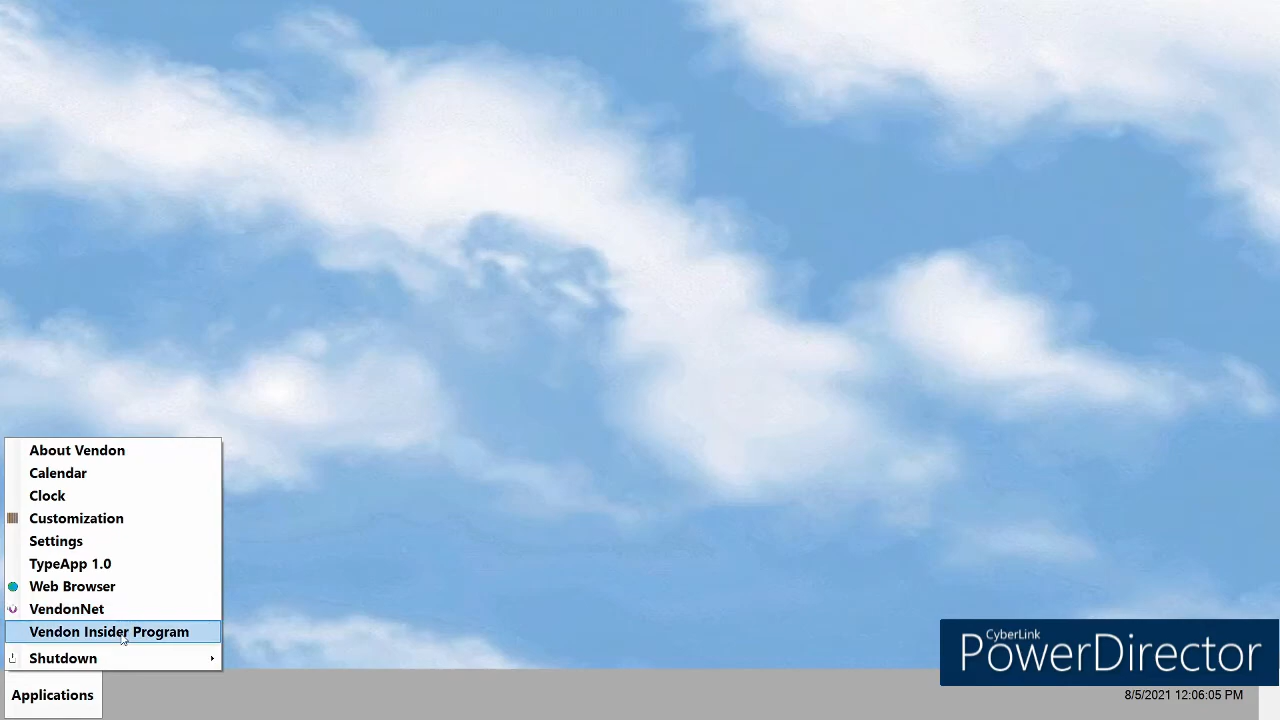 About Vendon
Calendar
Clock
Customization
Settings
TypeApp 1.0
Web Browser
VendonNet
Vendon Insider Program
Shutdown
Applications
CyberLink
PowerDirector
8/5/2021 12:06:05 PM